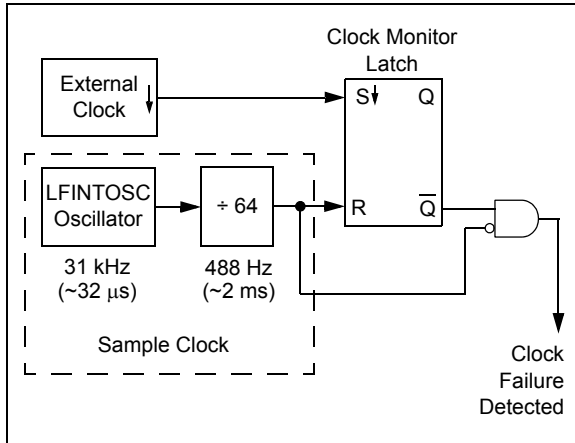 Clock Monitor
Latch
External
Clock
S
Q
LFINTOSC
Oscillator
÷ 64
R
Q̅
31 kHz
(~32 μs)
488 Hz
(~2 ms)
Sample Clock
Clock
Failure
Detected